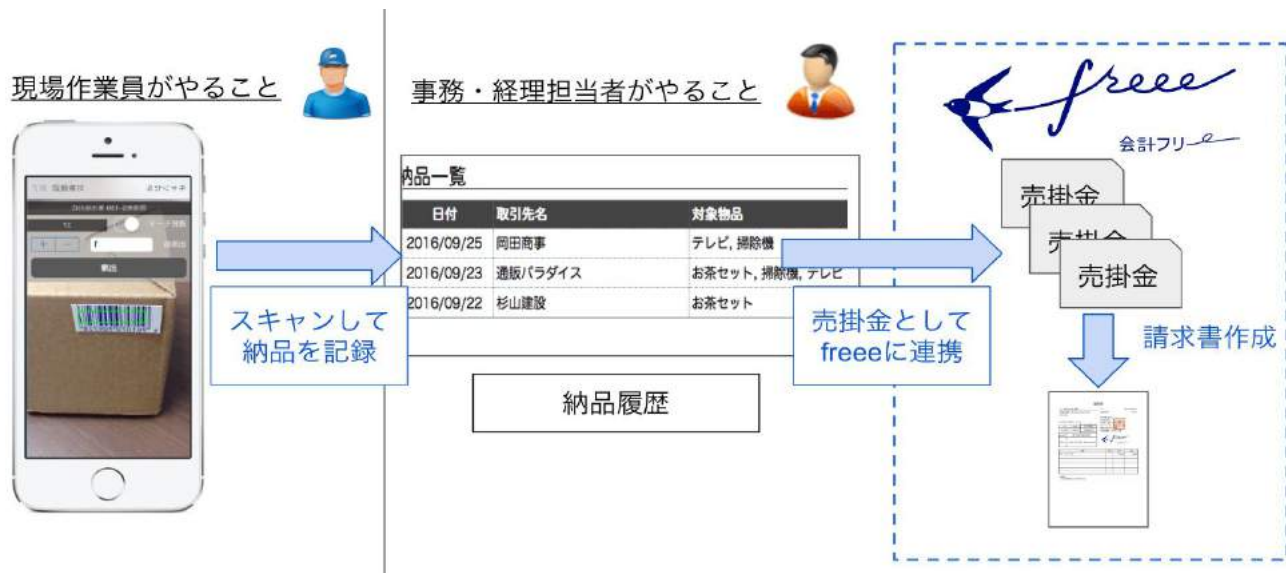 現場作業員がやること
スキャンして
納品を記録
事務・経理担当者がやること
納品一覧
日付 取引先名 対象物品
2016/09/25 岡田商事 テレビ, 掃除機
2016/09/23 通販パラダイス お茶セット, 掃除機, テレビ
2016/09/22 杉山建設 お茶セット
納品履歴
売掛金として
freeeに連携
freee
会計フリー
売掛金
売掛金
売掛金
請求書作成